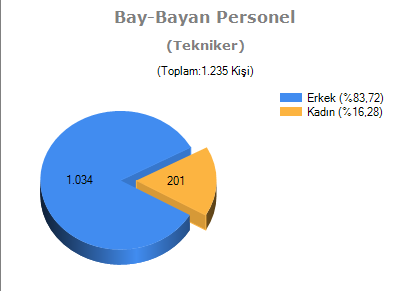 Bay-Bayan Personel
(Tekniker)
(Toplam:1.235 Kişi)
Erkek (%83,72)
Kadın (%16,28)
1.034
201